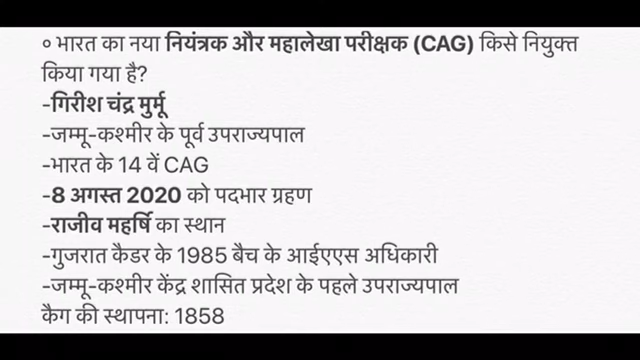 ० भारत का नया नियंत्रक और महालेखा परीक्षक (CAG) किसे नियुक्त
किया गया है?
-गिरीश चंद्र मुर्मू
-जम्मू-कश्मीर के पूर्व उपराज्यपाल
-भारत के 14 वें CAG
-8 अगस्त 2020 को पदभार ग्रहण
-राजीव महर्षि का स्थान
-गुजरात कैडर के 1985 बैच के आईएएस अधिकारी
-जम्मू-कश्मीर केंद्र शासित प्रदेश के पहले उपराज्यपाल
कैग की स्थापना: 1858